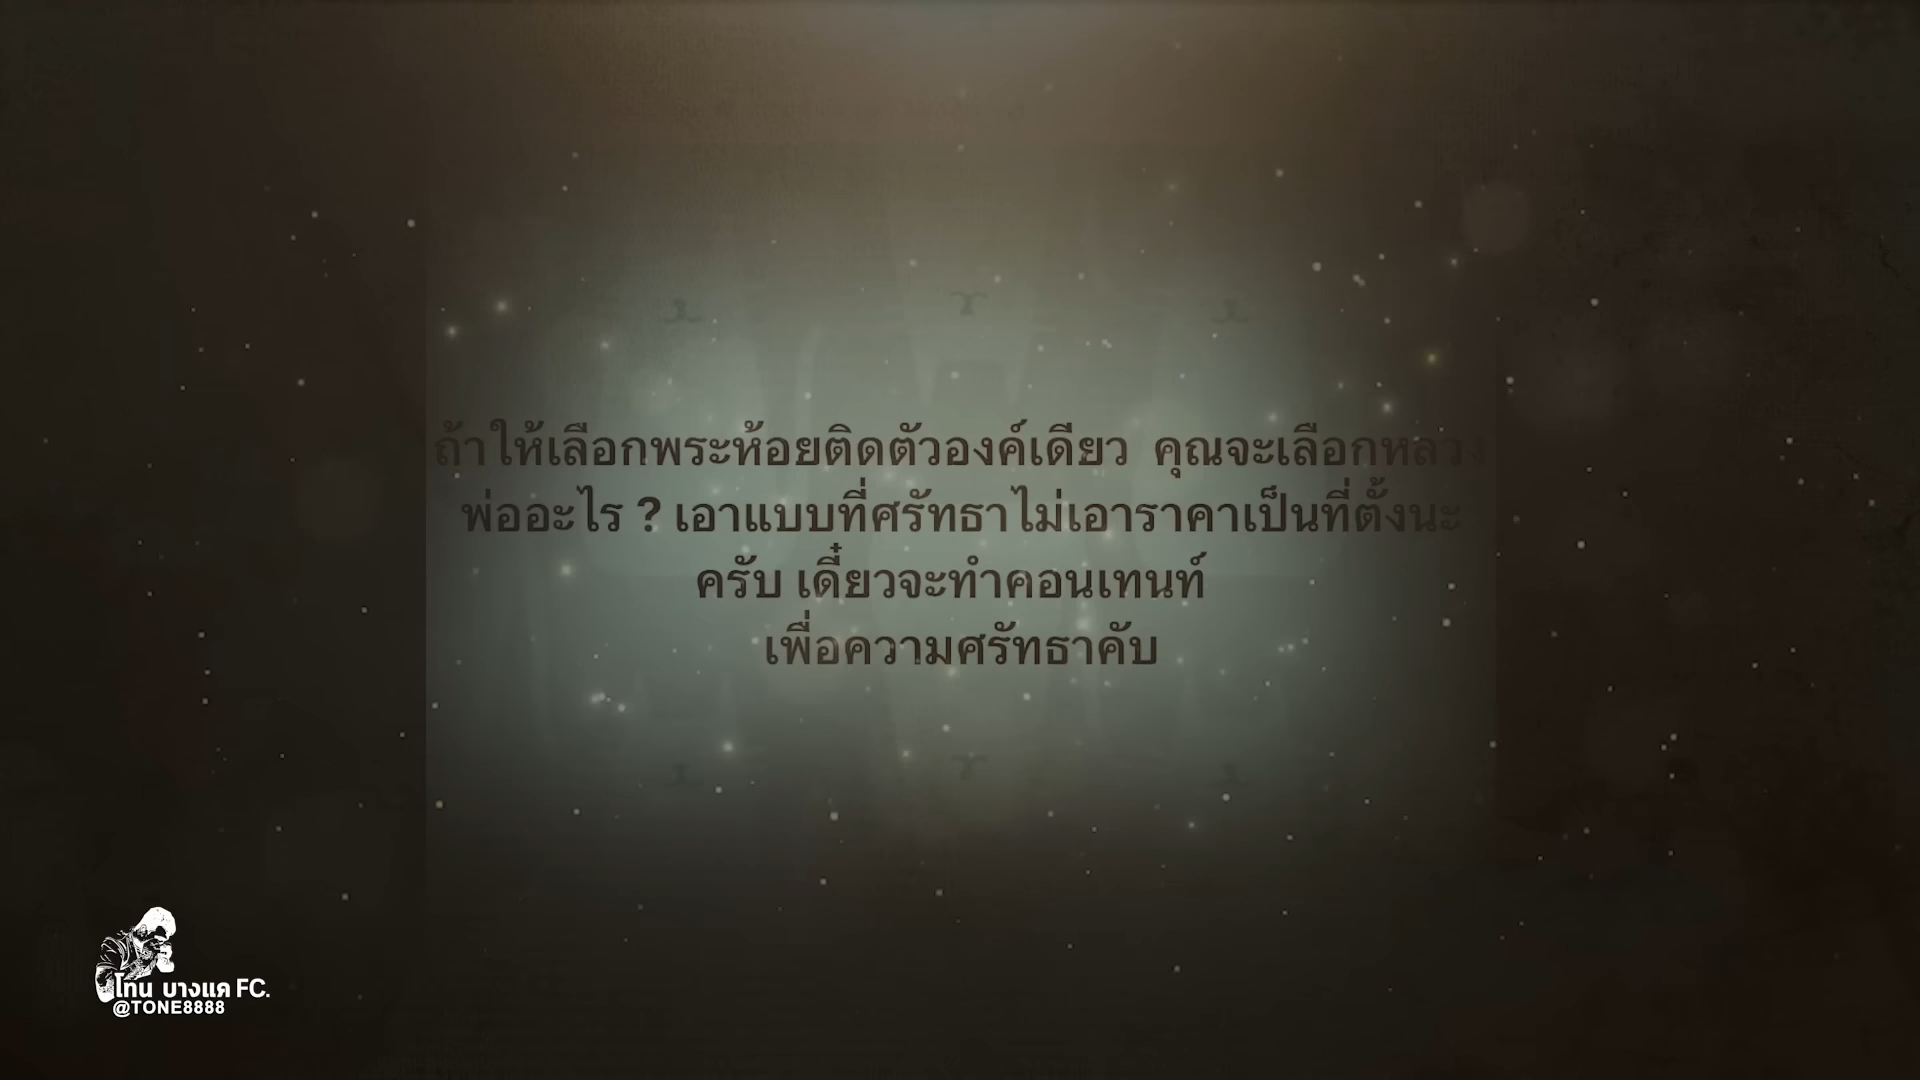 ถ้าให้เลือกพระห้อยติดตัวองค์เดียว คุณจะเลือกหลวง
พ่ออะไร ? เอาแบบที่ศรัทธาไม่เอาราคาเป็นที่ตั้งนะ
ครับ เดี๋ยวจะทำคอนเทนท์
เพื่อความศรัทธาคับ
โทน บางแค FC.
@TONE8888